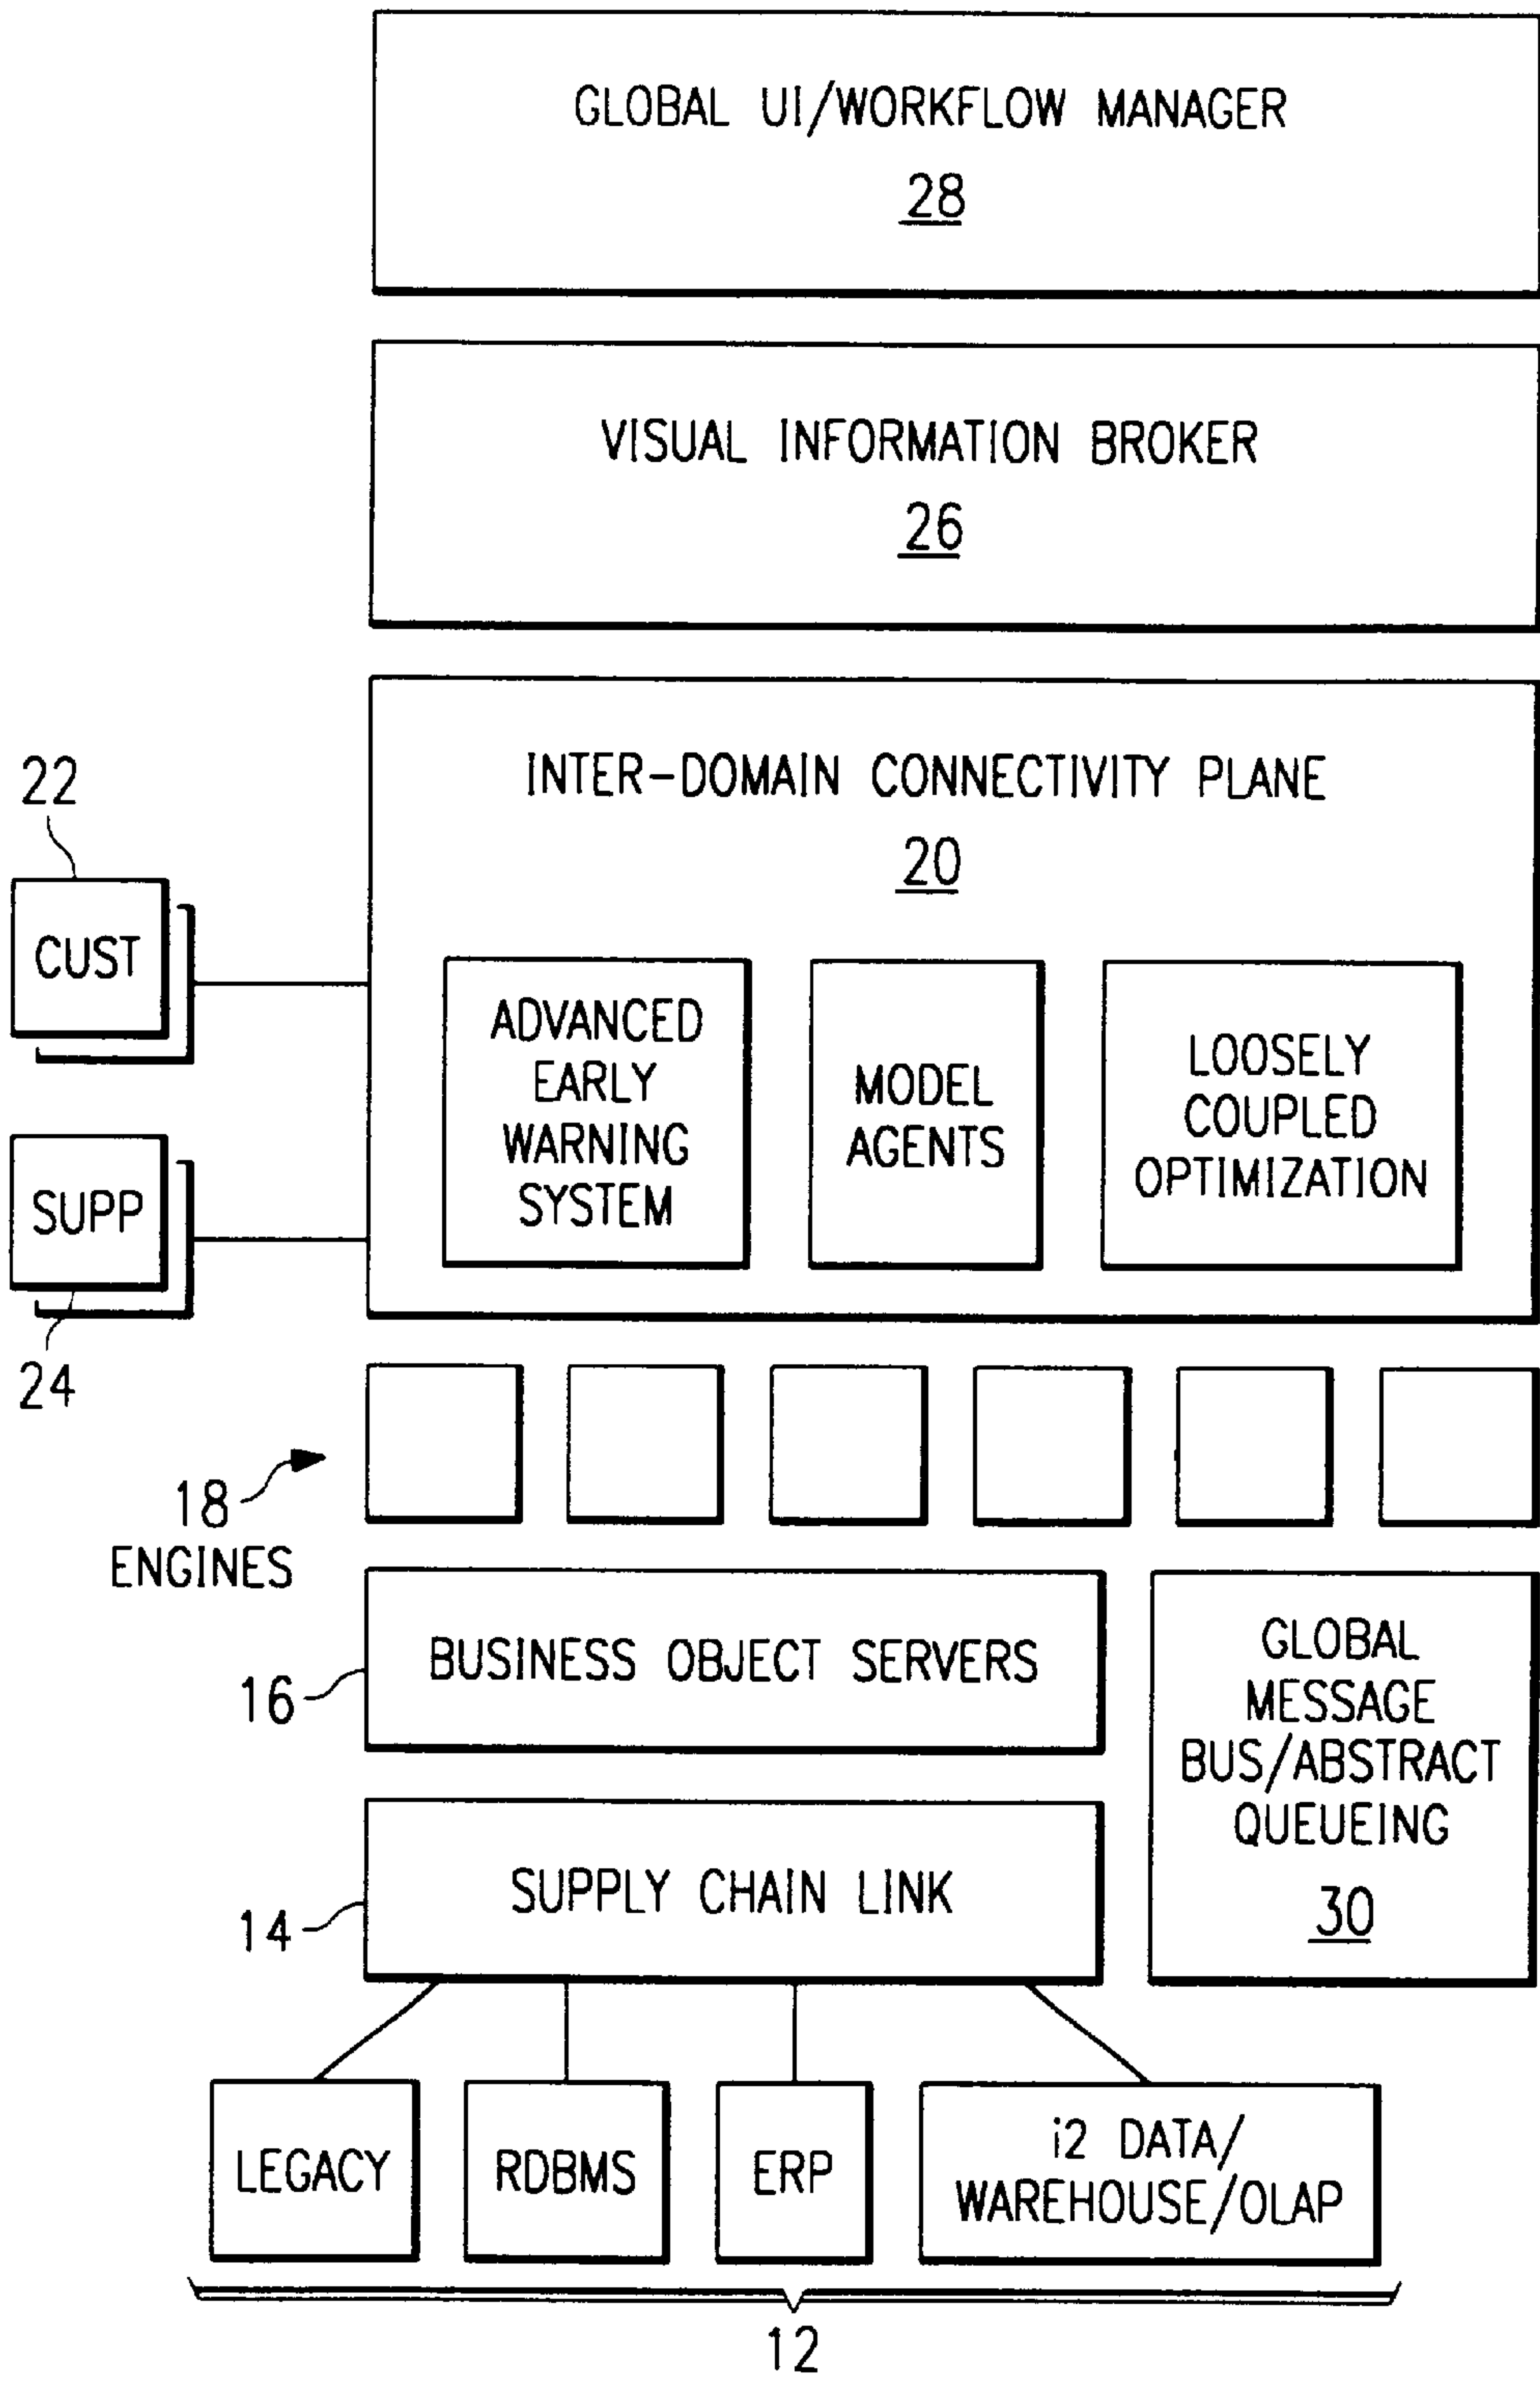 GLOBAL UI/WORKFLOW MANAGER
28
VISUAL INFORMATION BROKER
26
INTER-DOMAIN CONNECTIVITY PLANE
20
22
CUST
SUPP
24
ADVANCED
EARLY
WARNING
SYSTEM
MODEL
AGENTS
LOOSELY
COUPLED
OPTIMIZATION
18
ENGINES
BUSINESS OBJECT SERVERS
16
GLOBAL
MESSAGE
BUS/ABSTRACT
QUEUEING
30
SUPPLY CHAIN LINK
14
LEGACY
RDBMS
ERP
i2 DATA/
WAREHOUSE/OLAP
12